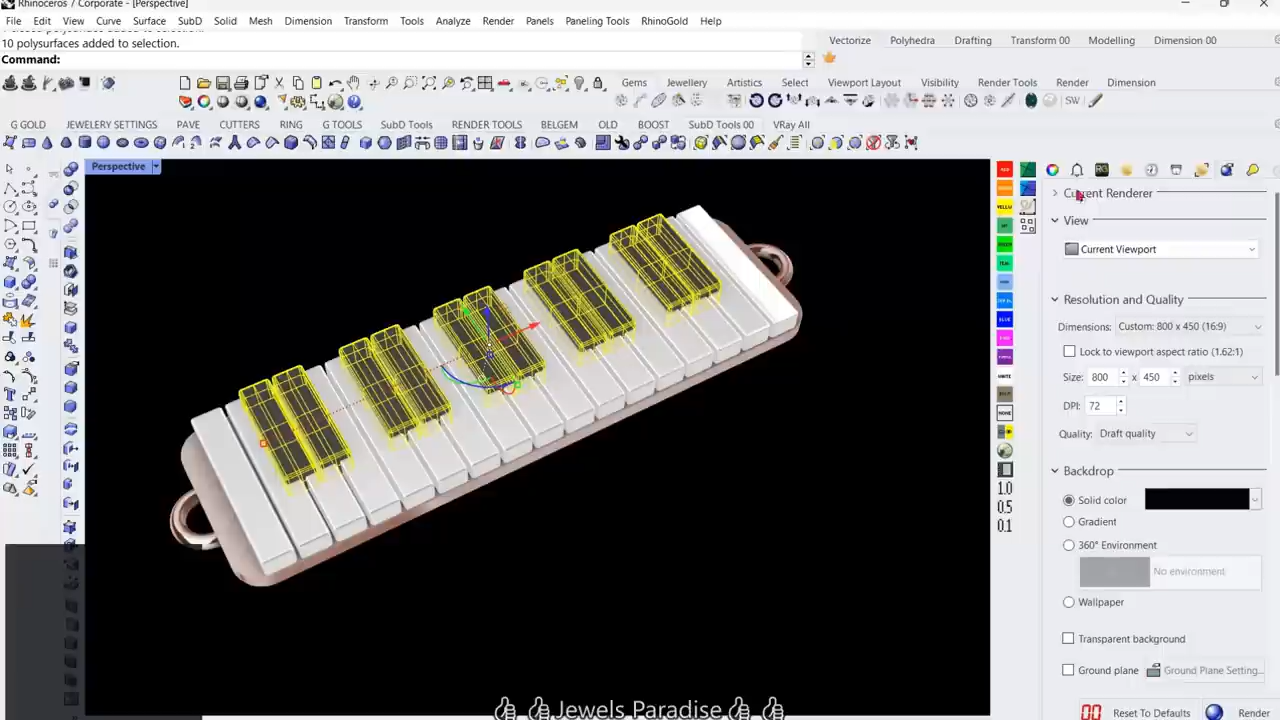 Rhinoceros 7 Corporate - [Perspective]
File Edit View Curve Surface SubD Solid Mesh Dimension Transform Tools Analyze Render Panels Paneling Tools RhinoGold Help
10 polysurfaces added to selection.
Command:
Vectorize Polyhedra Drafting Transform 00 Modelling Dimension 00
Gems Jewellery Artistics Select Viewport Layout Visibility Render Tools Render Dimension
SW
G GOLD JEWELERY SETTINGS PAVE CUTTERS RING G TOOLS SubD Tools RENDER TOOLS BELGEM OLD BOOST SubD Tools 00 VRay All
Perspective
RED
BLUE
WHITE
NONE
1.0
0.5
0.1
Current Renderer
View
Current Viewport
Resolution and Quality
Dimensions: Custom: 800 x 450 (16:9)
Lock to viewport aspect ratio (1.62:1)
Size: 800 x 450 pixels
DPI: 72
Quality: Draft quality
Backdrop
Solid color
Gradient
360° Environment
No environment
Wallpaper
Transparent background
Ground plane Ground Plane Setting...
Reset To Defaults Render
👍 👍Jewels Paradise👍 👍